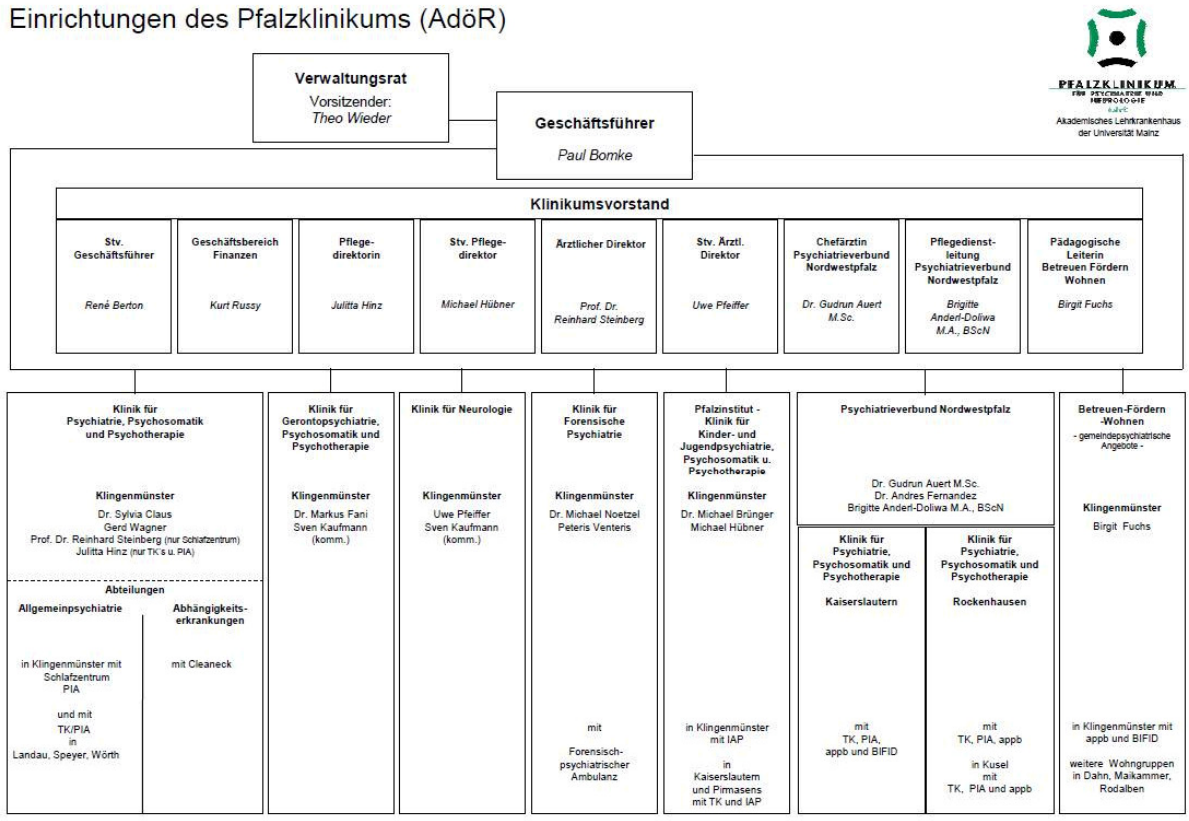 Einrichtungen des Pfalzklinikums (AdöR)
PFALZKLINIKUM
FÜR PSYCHIATRIE UND
NEUROLOGIE
AdöR
Akademisches Lehrkrankenhaus
der Universität Mainz
Verwaltungsrat
Vorsitzender:
Theo Wieder
Geschäftsführer
Paul Bomke
Klinikumsvorstand
Stv.
Geschäftsführer
René Berton
Geschäftsbereich
Finanzen
Kurt Russy
Pflege-
direktorin
Julitta Hinz
Stv. Pflege-
direktor
Michael Hübner
Ärztlicher Direktor
Prof. Dr.
Reinhard Steinberg
Stv. Ärztl.
Direktor
Uwe Pfeiffer
Chefärztin
Psychiatrieverbund
Nordwestpfalz
Dr. Gudrun Auert
M.Sc.
Pflegedienst-
leitung
Psychiatrieverbund
Nordwestpfalz
Brigitte
Anderl-Doliwa
M.A., BScN
Pädagogische
Leiterin
Betreuen Fördern
Wohnen
Birgit Fuchs
Klinik für
Psychiatrie, Psychosomatik
und Psychotherapie
Klingenmünster
Dr. Sylvia Claus
Gerd Wagner
Prof. Dr. Reinhard Steinberg (nur Schlafzentrum)
Julitta Hinz (nur TK´s u. PIA)
Abteilungen
Allgemeinpsychiatrie
in Klingenmünster mit
Schlafzentrum
PIA
und mit
TK/PIA
in
Landau, Speyer, Wörth
Abhängigkeits-
erkrankungen
mit Cleaneck
Klinik für
Gerontopsychiatrie,
Psychosomatik und
Psychotherapie
Klingenmünster
Dr. Markus Fani
Sven Kaufmann
(komm.)
Klinik für Neurologie
Klingenmünster
Uwe Pfeiffer
Sven Kaufmann
(komm.)
Klinik für
Forensische
Psychiatrie
Klingenmünster
Dr. Michael Noetzel
Peteris Venteris
mit
Forensisch-
psychiatrischer
Ambulanz
Pfalzinstitut -
Klinik für
Kinder- und
Jugendpsychiatrie,
Psychosomatik u.
Psychotherapie
Klingenmünster
Dr. Michael Brünger
Michael Hübner
in Klingenmünster
mit IAP
in
Kaiserslautern
und Pirmasens
mit TK und IAP
Psychiatrieverbund Nordwestpfalz
Dr. Gudrun Auert M.Sc.
Dr. Andres Fernandez
Brigitte Anderl-Doliwa M.A., BScN
Klinik für
Psychiatrie,
Psychosomatik und
Psychotherapie
Kaiserslautern
mit
TK, PIA,
appb und BIFID
Klinik für
Psychiatrie,
Psychosomatik und
Psychotherapie
Rockenhausen
mit
TK, PIA, appb
in Kusel
mit
TK, PIA und appb
Betreuen-Fördern
-Wohnen
- gemeindepsychiatrische
Angebote -
Klingenmünster
Birgit Fuchs
in Klingenmünster mit
appb und BIFID
weitere Wohngruppen
in Dahn, Maikammer,
Rodalben